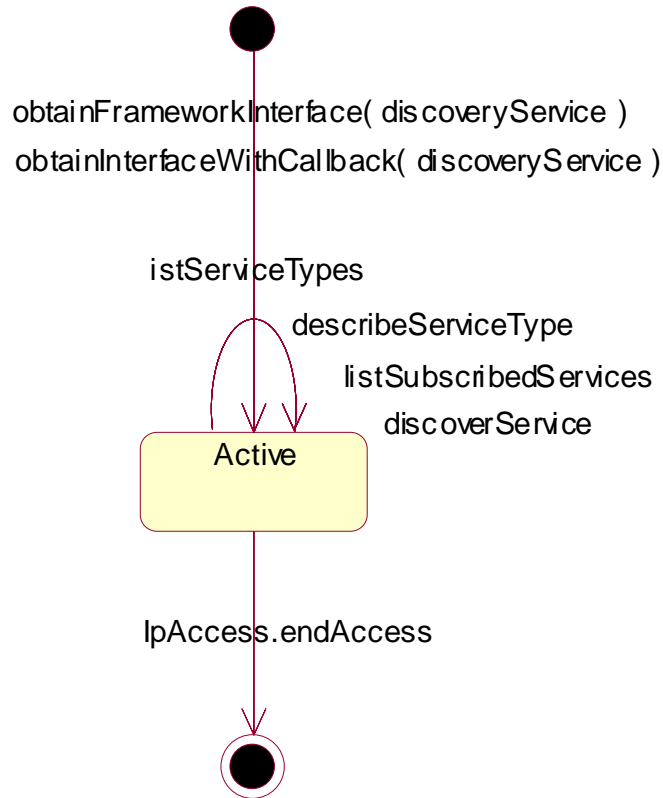 obtainFrameworkInterface( discoveryService )
obtainInterfaceWithCallback( discoveryService )
istServiceTypes
describeServiceType
listSubscribedServices
discoverService
Active
IpAccess.endAccess